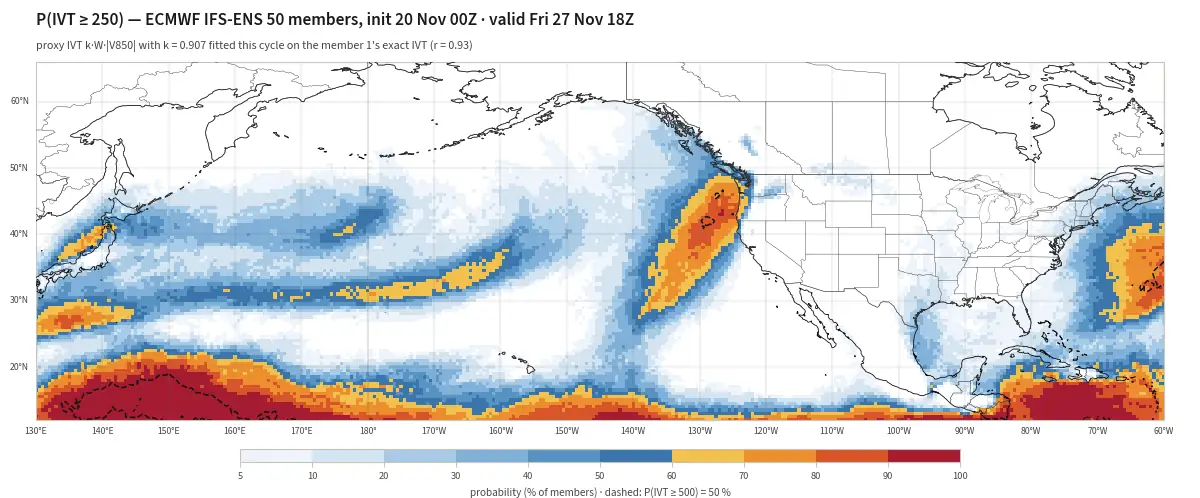 P(IVT ≥ 250) — ECMWF IFS-ENS 50 members, init 20 Nov 00Z · valid Fri 27 Nov 18Z
proxy IVT k·W·|V850| with k = 0.907 fitted this cycle on the member 1's exact IVT (r = 0.93)
60°N
50°N
40°N
30°N
20°N
130°E 140°E 150°E 160°E 170°E 180° 170°W 160°W 150°W 140°W 130°W 120°W 110°W 100°W 90°W 80°W 70°W 60°W
5 10 20 30 40 50 60 70 80 90 100
probability (% of members) · dashed: P(IVT ≥ 500) = 50 %